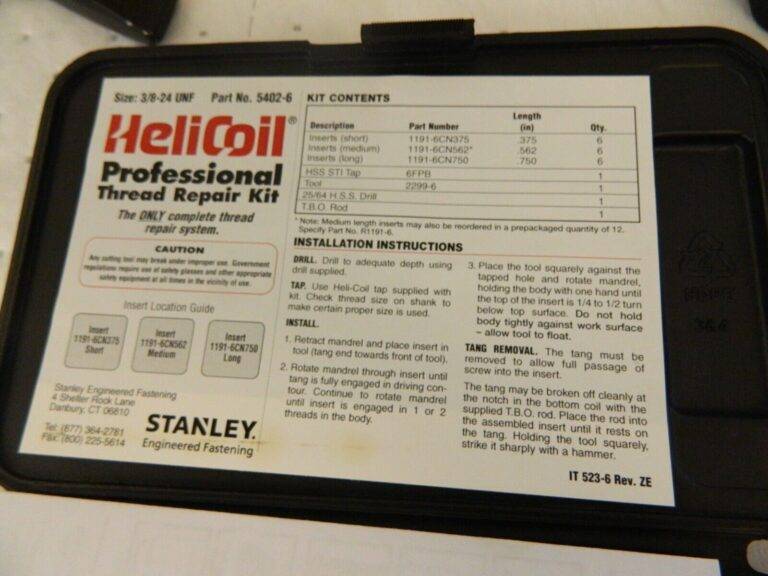 Size: 3/8-24 UNF Part No. 5402-6
HeliCoil®
Professional
Thread Repair Kit
The ONLY complete thread
repair system.
CAUTION
Any cutting tool may break under improper use. Government
regulations require use of safety glasses and other appropriate
safety equipment at all times in the vicinity of use.
Insert Location Guide
Insert
1191-6CN375
Short
Insert
1191-6CN562
Medium
Insert
1191-6CN750
Long
Stanley Engineered Fastening
4 Shelter Rock Lane
Danbury, CT 06810
Tel: (877) 364-2781
Fax: (800) 225-5614
STANLEY.
Engineered Fastening
KIT CONTENTS
Description Part Number Length (in) Qty.
Inserts (short) 1191-6CN375 .375 6
Inserts (medium) 1191-6CN562* .562 6
Inserts (long) 1191-6CN750 .750 6
HSS STI Tap 6FPB 1
Tool 2299-6 1
25/64 H.S.S. Drill 1
T.B.O. Rod 1
* Note: Medium length inserts may also be reordered in a prepackaged quantity of 12.
Specify Part No. R1191-6.
INSTALLATION INSTRUCTIONS
DRILL. Drill to adequate depth using
drill supplied.
TAP. Use Heli-Coil tap supplied with
kit. Check thread size on shank to
make certain proper size is used.
INSTALL.
1. Retract mandrel and place insert in
tool (tang end towards front of tool).
2. Rotate mandrel through insert until
tang is fully engaged in driving con-
tour. Continue to rotate mandrel
until insert is engaged in 1 or 2
threads in the body.
3. Place the tool squarely against the
tapped hole and rotate mandrel,
holding the body with one hand until
the top of the insert is 1/4 to 1/2 turn
below top surface. Do not hold
body tightly against work surface
– allow tool to float.
TANG REMOVAL. The tang must be
removed to allow full passage of
screw into the insert.
The tang may be broken off cleanly at
the notch in the bottom coil with the
supplied T.B.O. rod. Place the rod into
the assembled insert until it rests on
the tang. Holding the tool squarely,
strike it sharply with a hammer.
IT 523-6 Rev. ZE